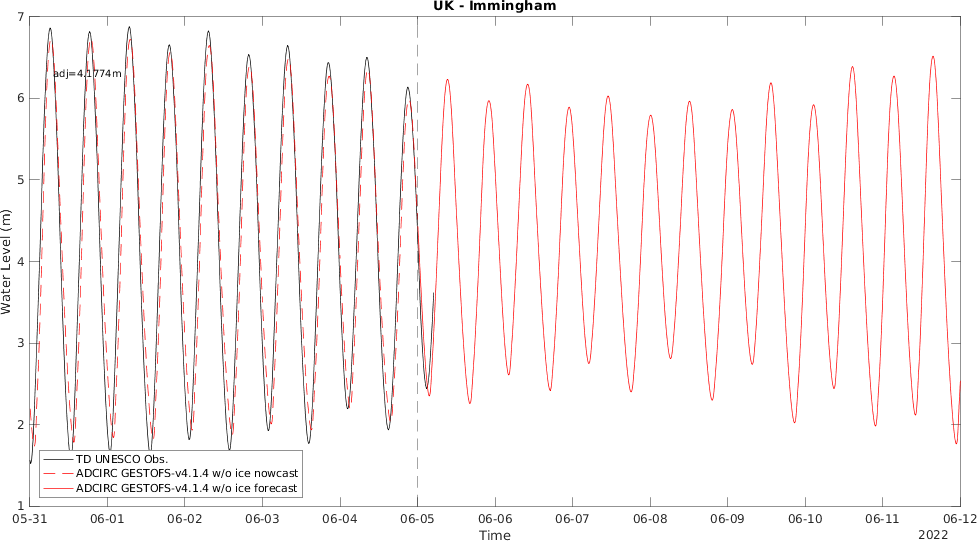 UK - Immingham
7
adj=4.1774m
6
5
4
3
2
1
Water Level (m)
TD UNESCO Obs.
ADCIRC GESTOFS-v4.1.4 w/o ice nowcast
ADCIRC GESTOFS-v4.1.4 w/o ice forecast
05-31 06-01 06-02 06-03 06-04 06-05 06-06 06-07 06-08 06-09 06-10 06-11 06-12
Time
2022